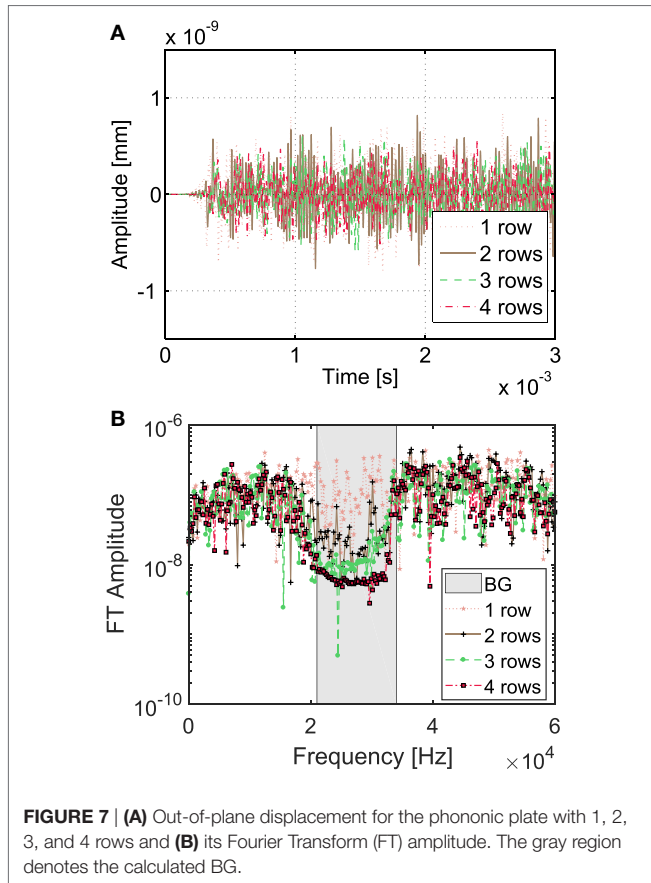 A
x 10⁻⁹
1
0
-1
Amplitude [mm]
1 row
2 rows
3 rows
4 rows
0
1
2
3
Time [s]
x 10⁻³
B
10⁻⁶
10⁻⁸
10⁻¹⁰
FT Amplitude
BG
1 row
2 rows
3 rows
4 rows
0
2
4
6
Frequency [Hz]
×10⁴
FIGURE 7 | (A) Out-of-plane displacement for the phononic plate with 1, 2,
3, and 4 rows and (B) its Fourier Transform (FT) amplitude. The gray region
denotes the calculated BG.